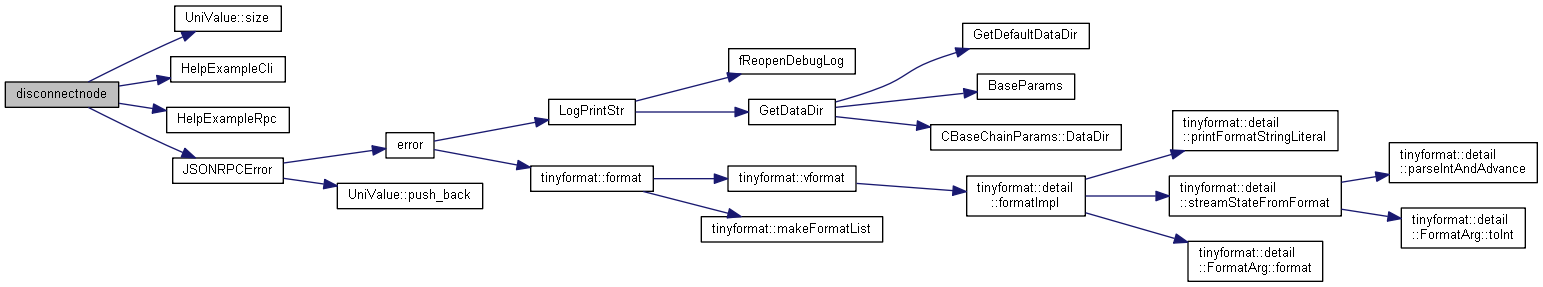 disconnectnode
UniValue::size
HelpExampleCli
HelpExampleRpc
JSONRPCError
error
UniValue::push_back
LogPrintStr
tinyformat::format
fReopenDebugLog
GetDataDir
tinyformat::vformat
tinyformat::makeFormatList
GetDefaultDataDir
BaseParams
CBaseChainParams::DataDir
tinyformat::detail
::formatImpl
tinyformat::detail
::printFormatStringLiteral
tinyformat::detail
::streamStateFromFormat
tinyformat::detail
::FormatArg::format
tinyformat::detail
::parseIntAndAdvance
tinyformat::detail
::FormatArg::toInt